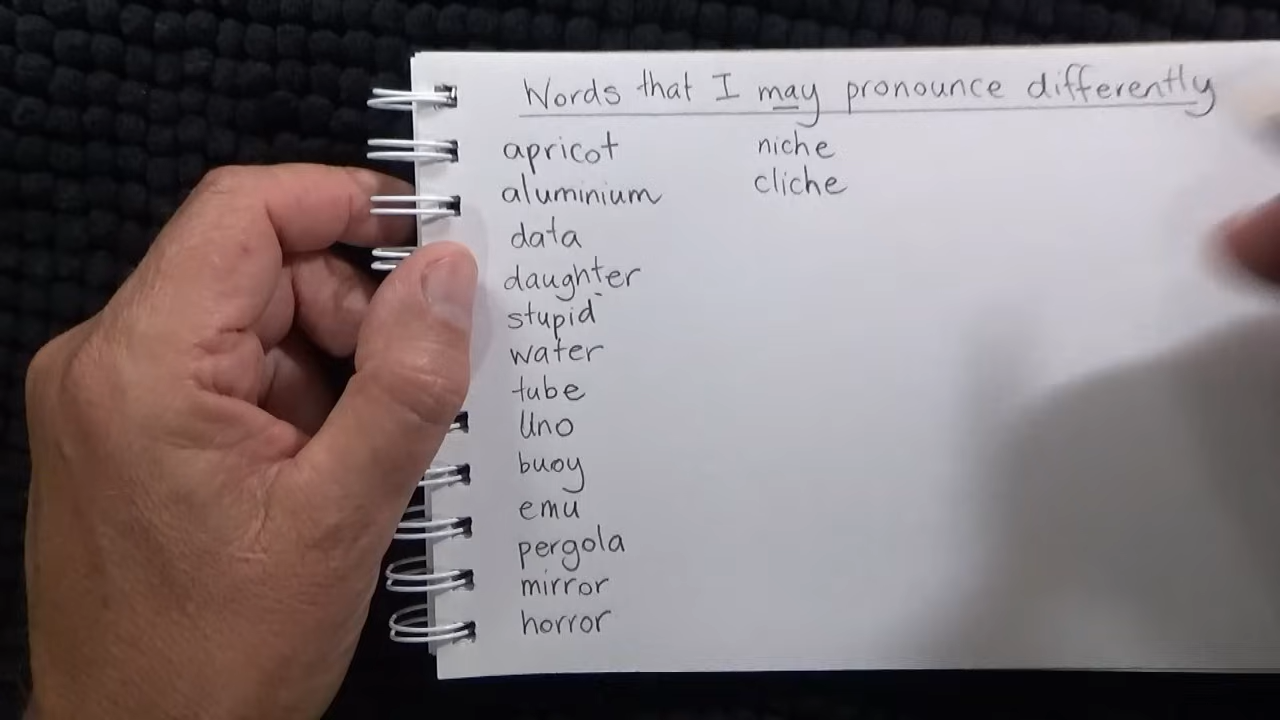 Words that I may pronounce differently
apricot
aluminium
data
daughter
stupid
water
tube
Uno
buoy
emu
pergola
mirror
horror
niche
cliche